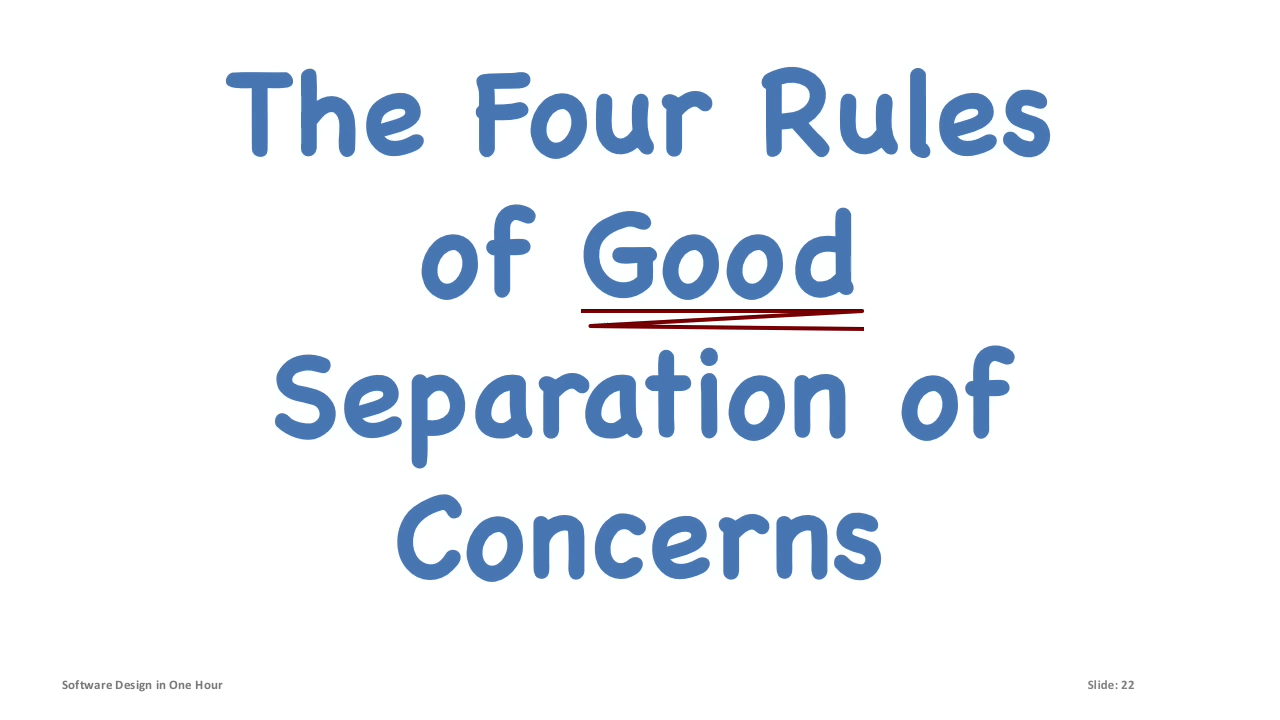 The Four Rules
of Good
Separation of
Concerns
Software Design in One Hour
Slide: 22